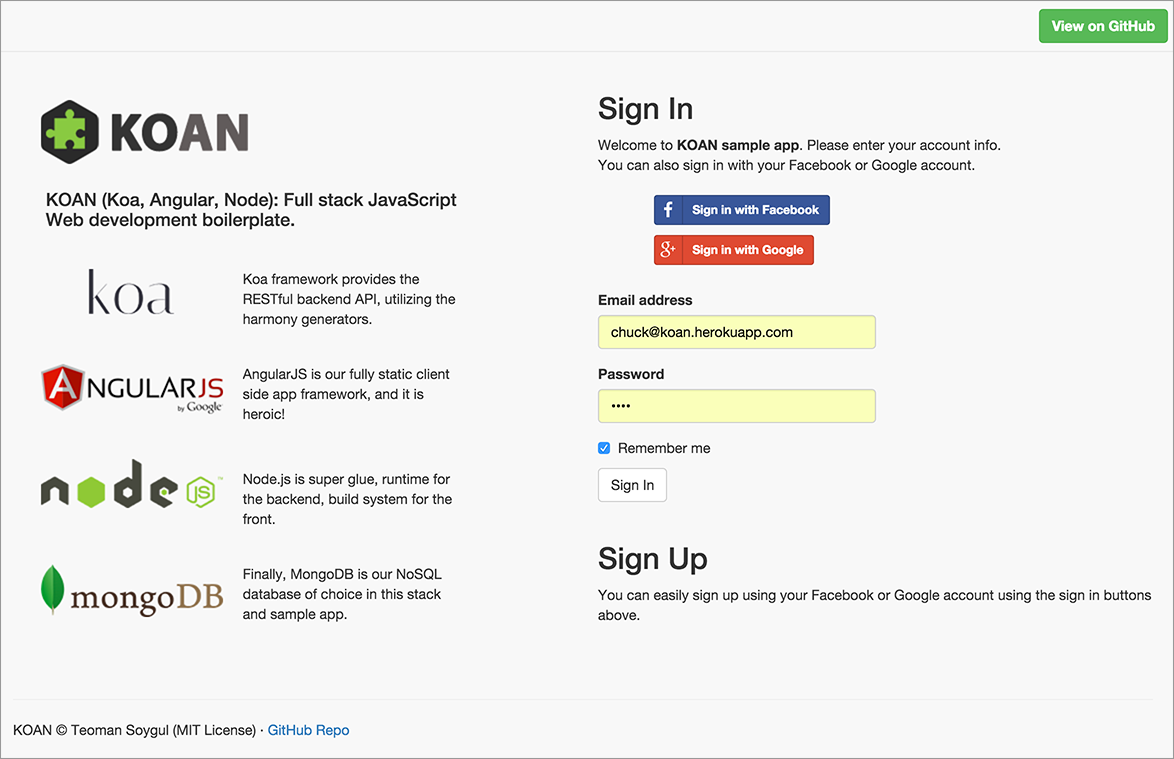 View on GitHub
KOAN
KOAN (Koa, Angular, Node): Full stack JavaScript
Web development boilerplate.
koa
Koa framework provides the
RESTful backend API, utilizing the
harmony generators.
ANGULARJS
by Google
AngularJS is our fully static client
side app framework, and it is
heroic!
node
JS
™
Node.js is super glue, runtime for
the backend, build system for the
front.
mongoDB
Finally, MongoDB is our NoSQL
database of choice in this stack
and sample app.
Sign In
Welcome to KOAN sample app. Please enter your account info.
You can also sign in with your Facebook or Google account.
f Sign in with Facebook
g+ Sign in with Google
Email address
chuck@koan.herokuapp.com
Password
••••
Remember me
Sign In
Sign Up
You can easily sign up using your Facebook or Google account using the sign in buttons
above.
KOAN © Teoman Soygul (MIT License) · GitHub Repo